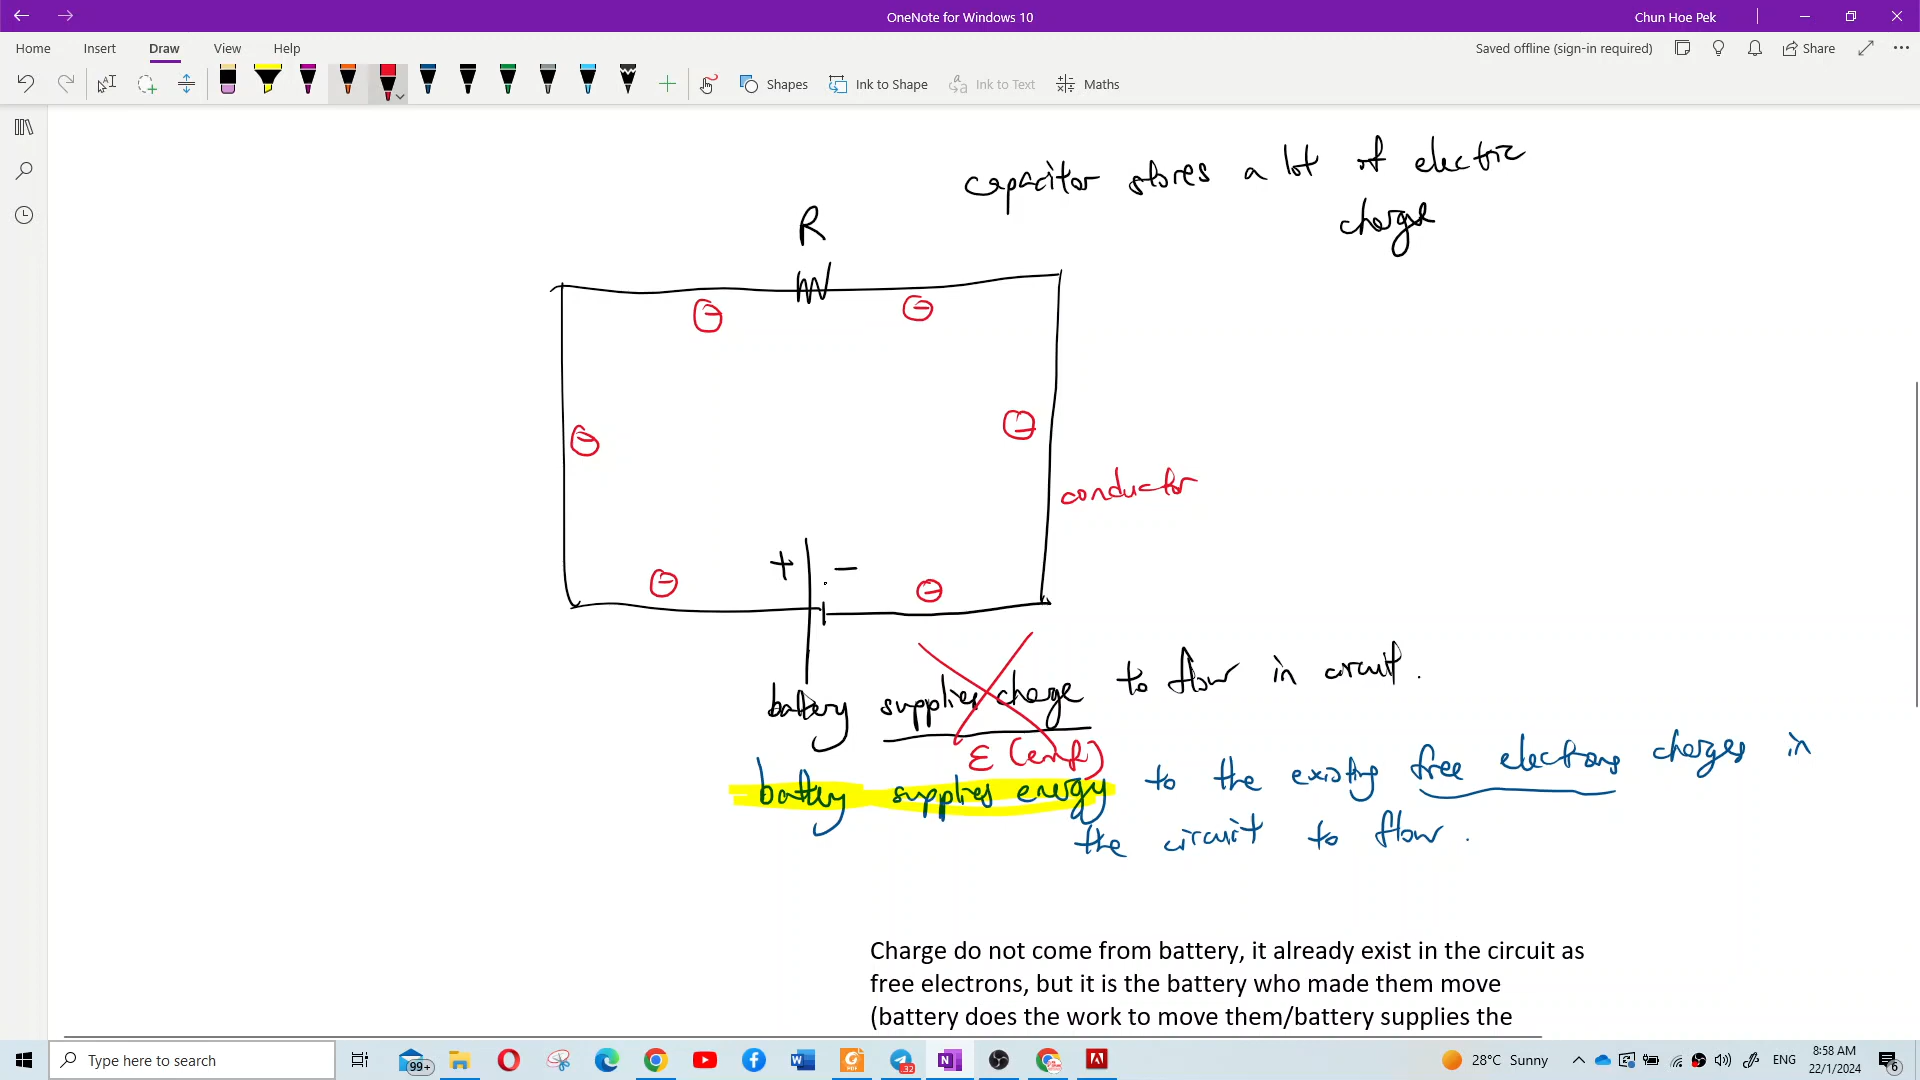 OneNote for Windows 10
Chun Hoe Pek
Home Insert Draw View Help
Saved offline (sign-in required) Share
Shapes Ink to Shape Ink to Text Maths
capacitor stores a lot of electric
charge
R
conductor
+ −
battery supplies charge to flow in circuit.
ε (emf)
battery supplies energy to the existing free electrons charges in
the circuit to flow.
Charge do not come from battery, it already exist in the circuit as
free electrons, but it is the battery who made them move
(battery does the work to move them/battery supplies the
Type here to search
99+
32
28°C Sunny
ENG
8:58 AM
22/1/2024
6